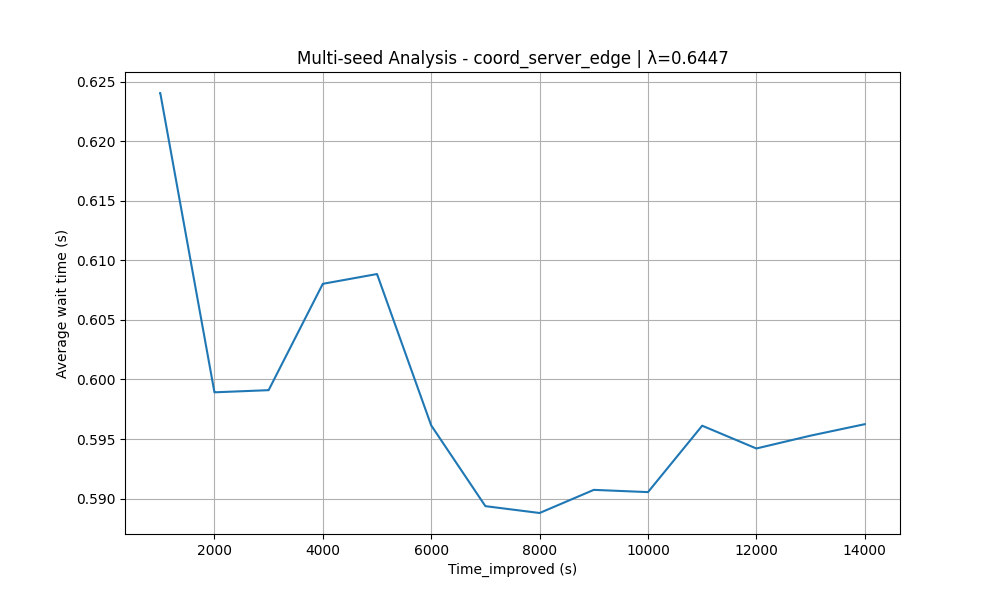 Multi-seed Analysis - coord_server_edge | λ=0.6447
0.625
0.620
0.615
0.610
0.605
0.600
0.595
0.590
Average wait time (s)
2000 4000 6000 8000 10000 12000 14000
Time_improved (s)